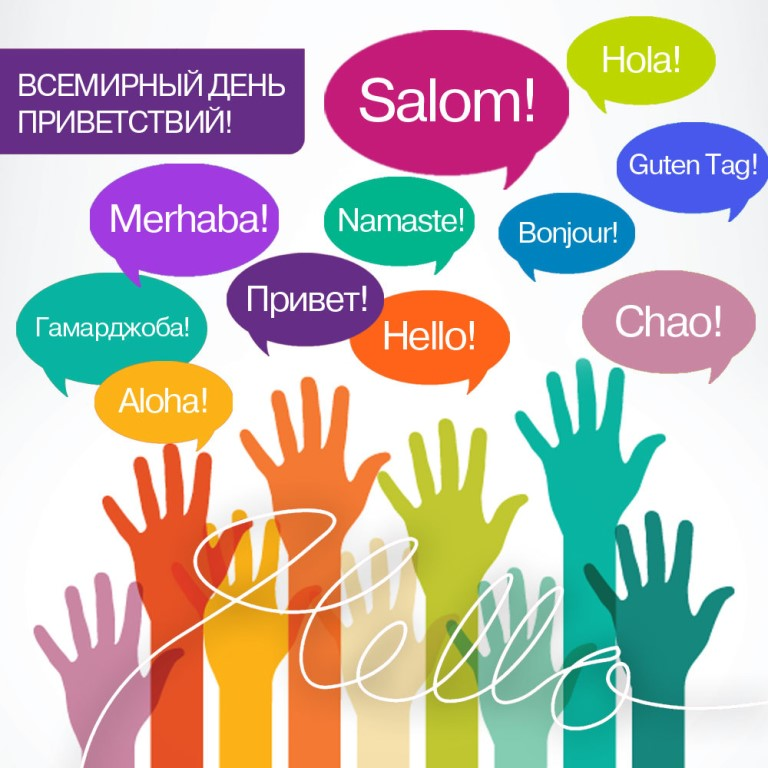 ВСЕМИРНЫЙ ДЕНЬ
ПРИВЕТСТВИЙ!
Salom!
Hola!
Guten Tag!
Merhaba!
Namaste!
Bonjour!
Привет!
Гамарджоба!
Hello!
Chao!
Aloha!
Hello